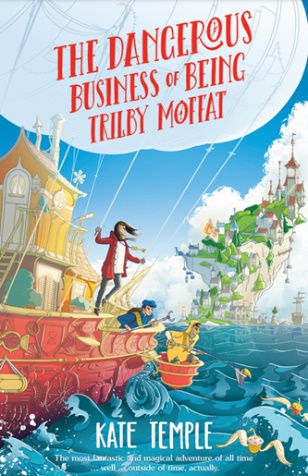 THE DANGEROUS
BUSINESS OF BEING
TRILBY MOFFAT
KATE TEMPLE
The most fantastic and magical adventure of all time
well ...outside of time, actually.